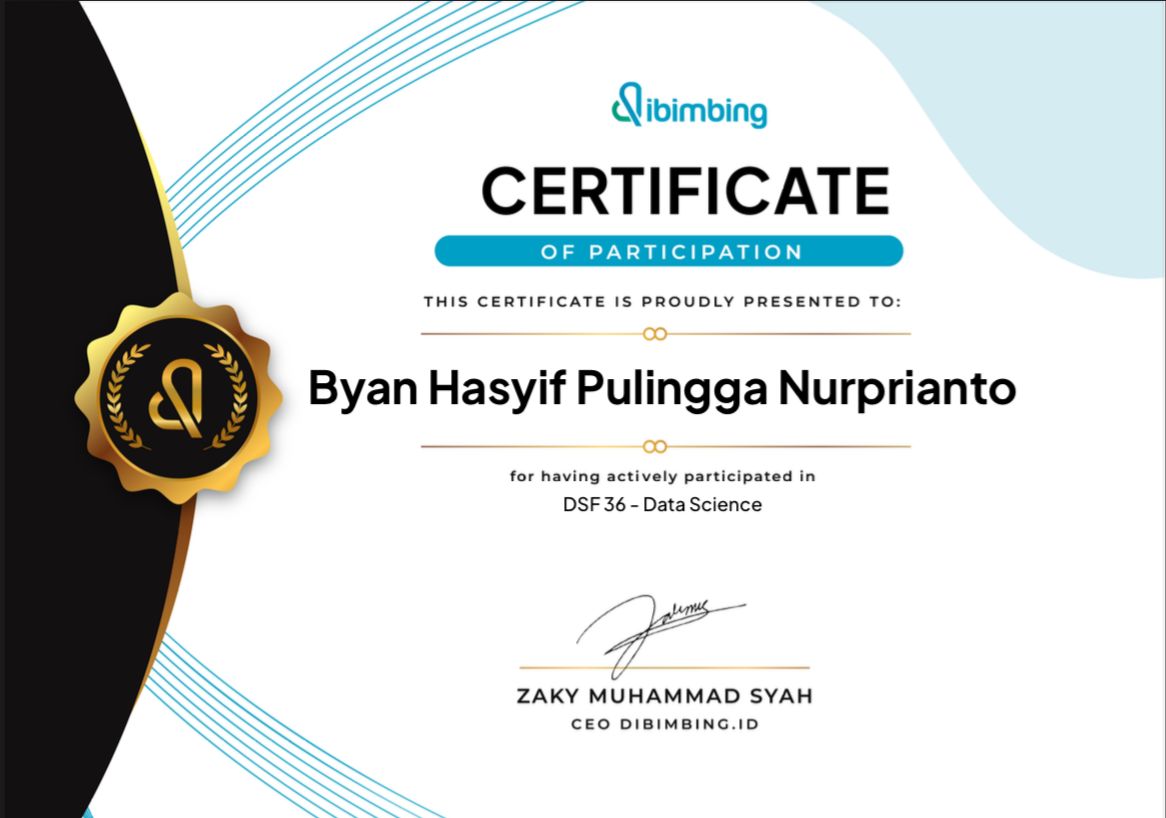 dibimbing
CERTIFICATE
OF PARTICIPATION
THIS CERTIFICATE IS PROUDLY PRESENTED TO:
Byan Hasyif Pulingga Nurprianto
for having actively participated in
DSF 36 - Data Science
ZAKY MUHAMMAD SYAH
CEO DIBIMBING.ID